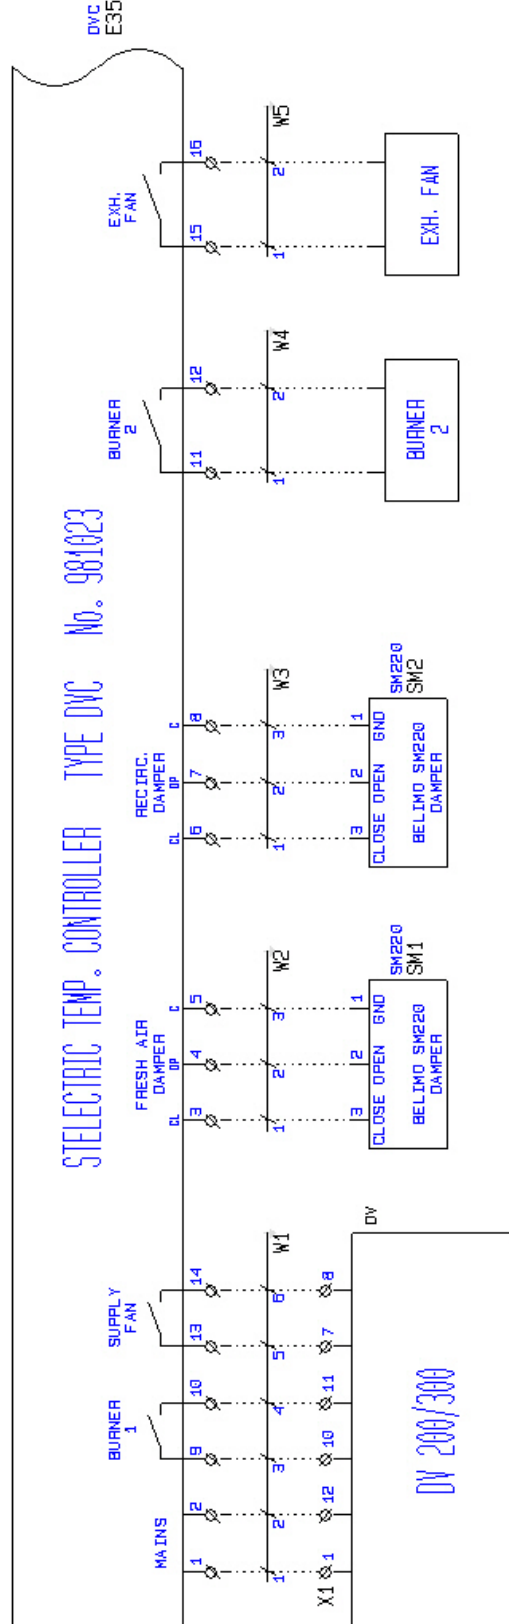 STELECTRIC TEMP. CONTROLLER TYPE DVC No. 981023
DVC
E35
MAINS
BURNER
1
SUPPLY
FAN
FRESH AIR
DAMPER
RECIRC.
DAMPER
BURNER
2
EXH.
FAN
CL OP C CL OP C
1 2 9 10 13 14 3 4 5 6 7 8 11 12 15 16
1 2 3 4 5 6 W1 1 2 3 W2 1 2 3 W3 1 2 W4 1 2 W5
X1 1 12 10 11 7 8
DV
DV 200/300
3 2 1
CLOSE OPEN GND
BELIMO SM220
DAMPER
SM220
SM1
3 2 1
CLOSE OPEN GND
BELIMO SM220
DAMPER
SM220
SM2
BURNER
2
EXH. FAN